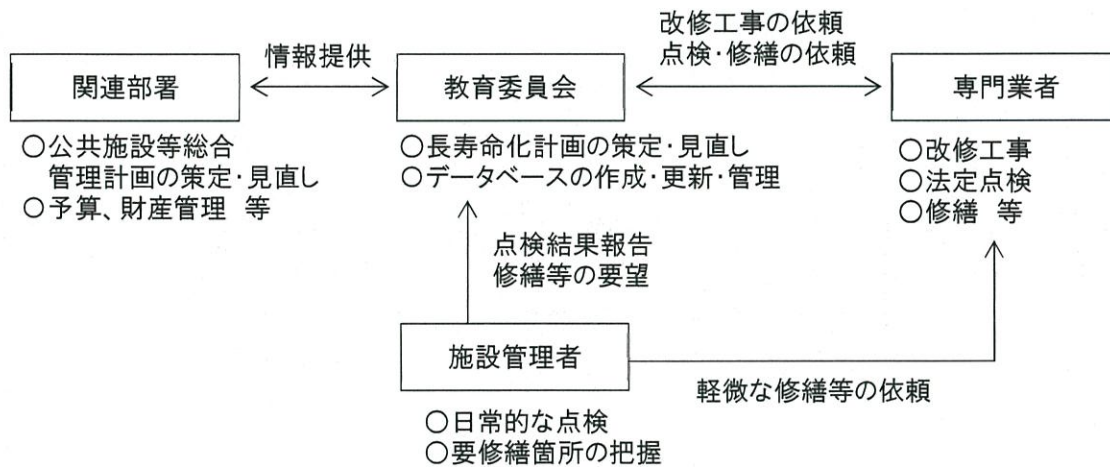 改修工事の依頼
点検・修繕の依頼
情報提供
関連部署
教育委員会
専門業者
○公共施設等総合
管理計画の策定・見直し
○予算、財産管理 等
○長寿命化計画の策定・見直し
○データベースの作成・更新・管理
○改修工事
○法定点検
○修繕 等
点検結果報告
修繕等の要望
施設管理者
軽微な修繕等の依頼
○日常的な点検
○要修繕箇所の把握